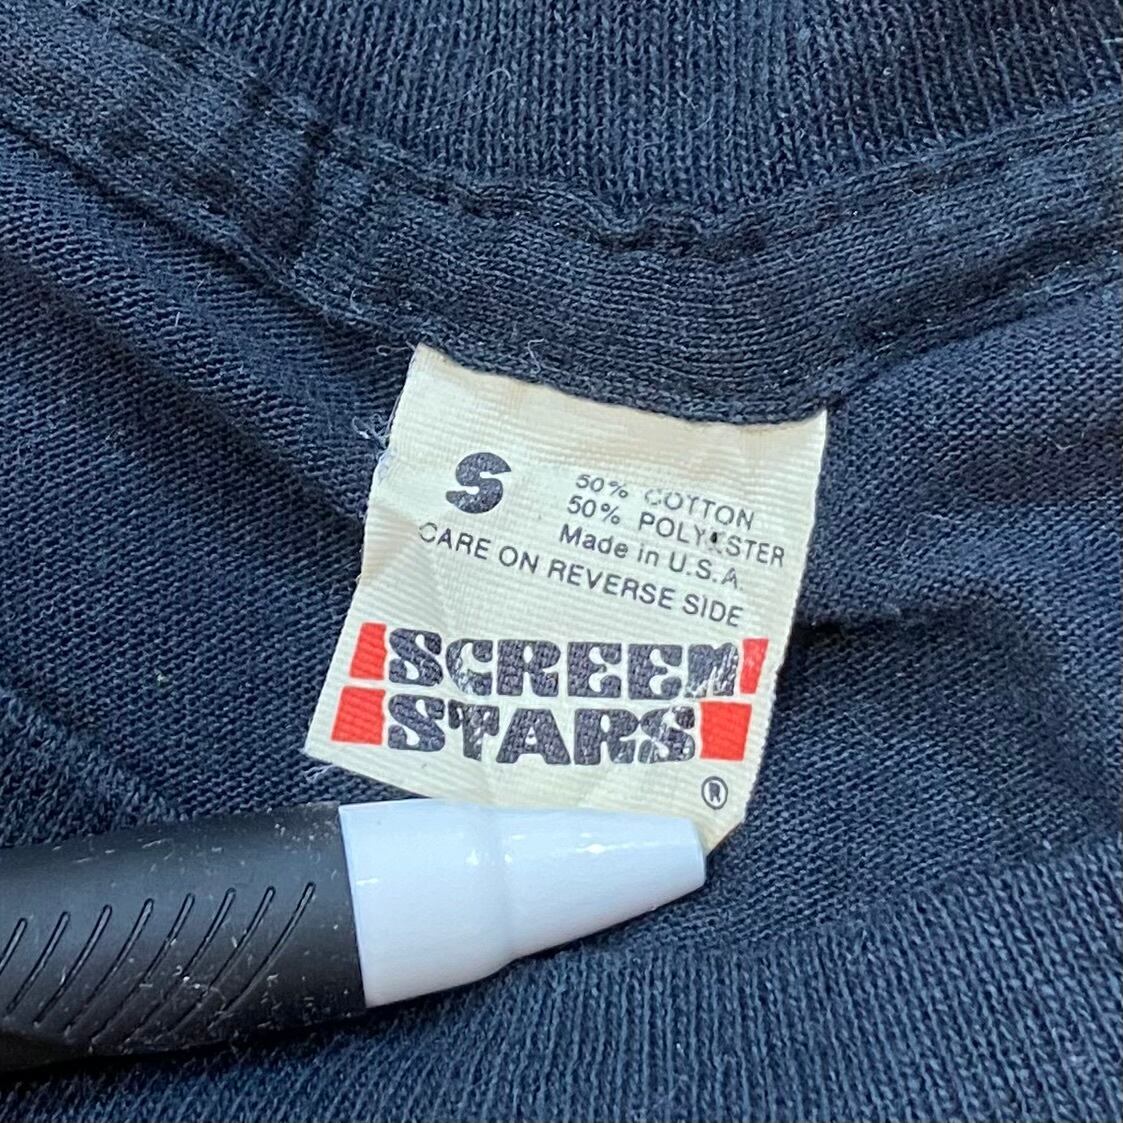 S
50% COTTON
50% POLYESTER
Made in U.S.A.
CARE ON REVERSE SIDE
SCREEN
STARS
®